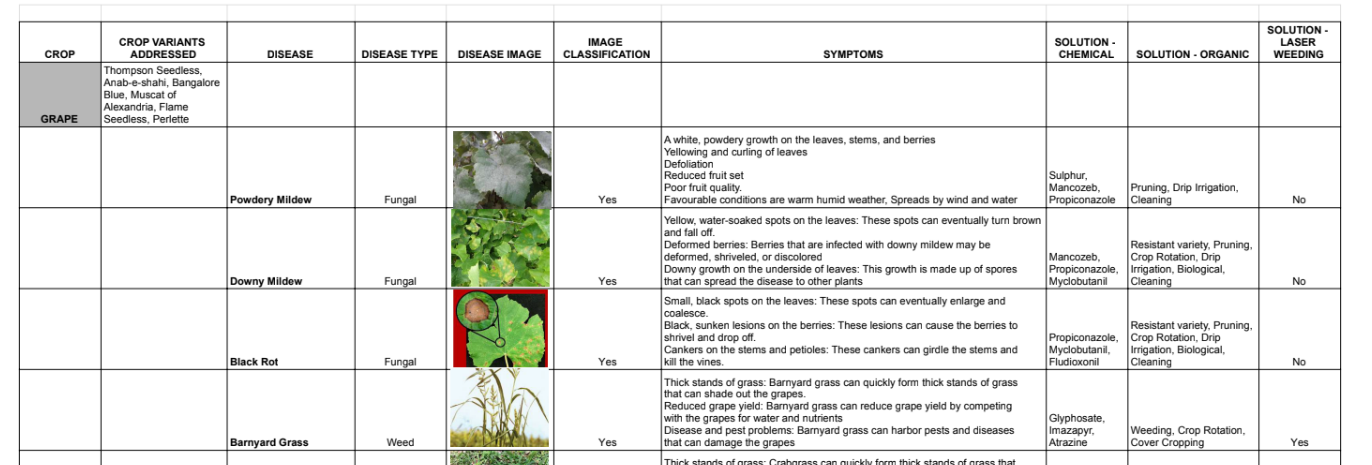 CROP
CROP VARIANTS
ADDRESSED
DISEASE
DISEASE TYPE
DISEASE IMAGE
IMAGE
CLASSIFICATION
SYMPTOMS
SOLUTION -
CHEMICAL
SOLUTION - ORGANIC
SOLUTION -
LASER
WEEDING
GRAPE
Thompson Seedless,
Anab-e-shahi, Bangalore
Blue, Muscat of
Alexandria, Flame
Seedless, Perlette
Powdery Mildew
Fungal
Yes
A white, powdery growth on the leaves, stems, and berries
Yellowing and curling of leaves
Defoliation
Reduced fruit set
Poor fruit quality.
Favourable conditions are warm humid weather, Spreads by wind and water
Sulphur,
Mancozeb,
Propiconazole
Pruning, Drip Irrigation,
Cleaning
No
Downy Mildew
Fungal
Yes
Yellow, water-soaked spots on the leaves: These spots can eventually turn brown
and fall off.
Deformed berries: Berries that are infected with downy mildew may be
deformed, shriveled, or discolored
Downy growth on the underside of leaves: This growth is made up of spores
that can spread the disease to other plants
Mancozeb,
Propiconazole,
Myclobutanil
Resistant variety, Pruning,
Crop Rotation, Drip
Irrigation, Biological,
Cleaning
No
Black Rot
Fungal
Yes
Small, black spots on the leaves: These spots can eventually enlarge and
coalesce.
Black, sunken lesions on the berries: These lesions can cause the berries to
shrivel and drop off.
Cankers on the stems and petioles: These cankers can girdle the stems and
kill the vines.
Propiconazole,
Myclobutanil,
Fludioxonil
Resistant variety, Pruning,
Crop Rotation, Drip
Irrigation, Biological,
Cleaning
No
Barnyard Grass
Weed
Yes
Thick stands of grass: Barnyard grass can quickly form thick stands of grass
that can shade out the grapes.
Reduced grape yield: Barnyard grass can reduce grape yield by competing
with the grapes for water and nutrients
Disease and pest problems: Barnyard grass can harbor pests and diseases
that can damage the grapes
Glyphosate,
Imazapyr,
Atrazine
Weeding, Crop Rotation,
Cover Cropping
Yes
Thick stands of grass: Crabgrass can quickly form thick stands of grass that